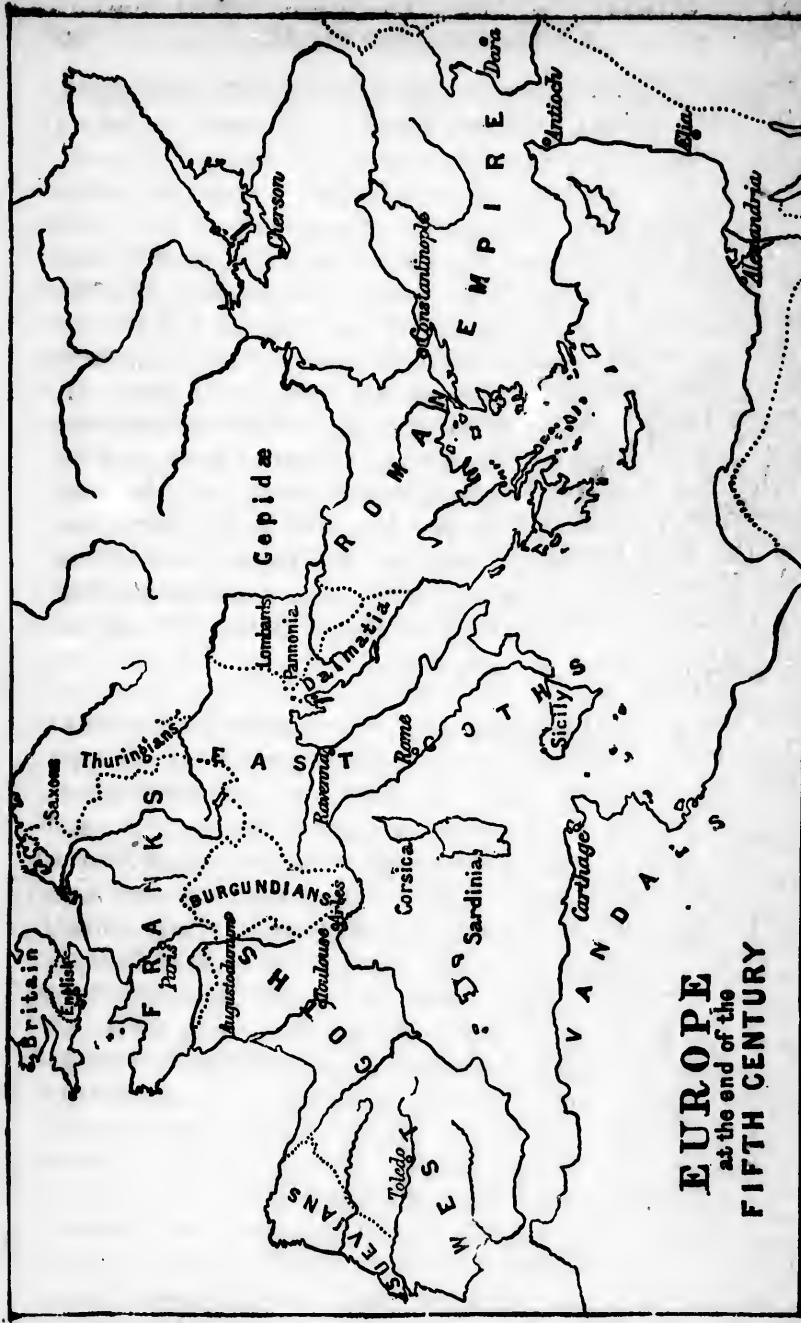 EUROPE
at the end of the
FIFTH CENTURY
Britain
English
Saxons
Thuringians
FRANKS
Paris
Augustodunum
BURGUNDIANS
Toulouse
Arles
SUEVIANS
Toledo
WEST GOTHS
EAST GOTHS
Ravenna
Rome
Corsica
Sardinia
Sicily
Lombards
Pannonia
Dalmatia
Gepidæ
Cherson
ROMAN EMPIRE
Constantinople
Dara
Antioch
Ælia
Alexandria
Carthage
VANDALS